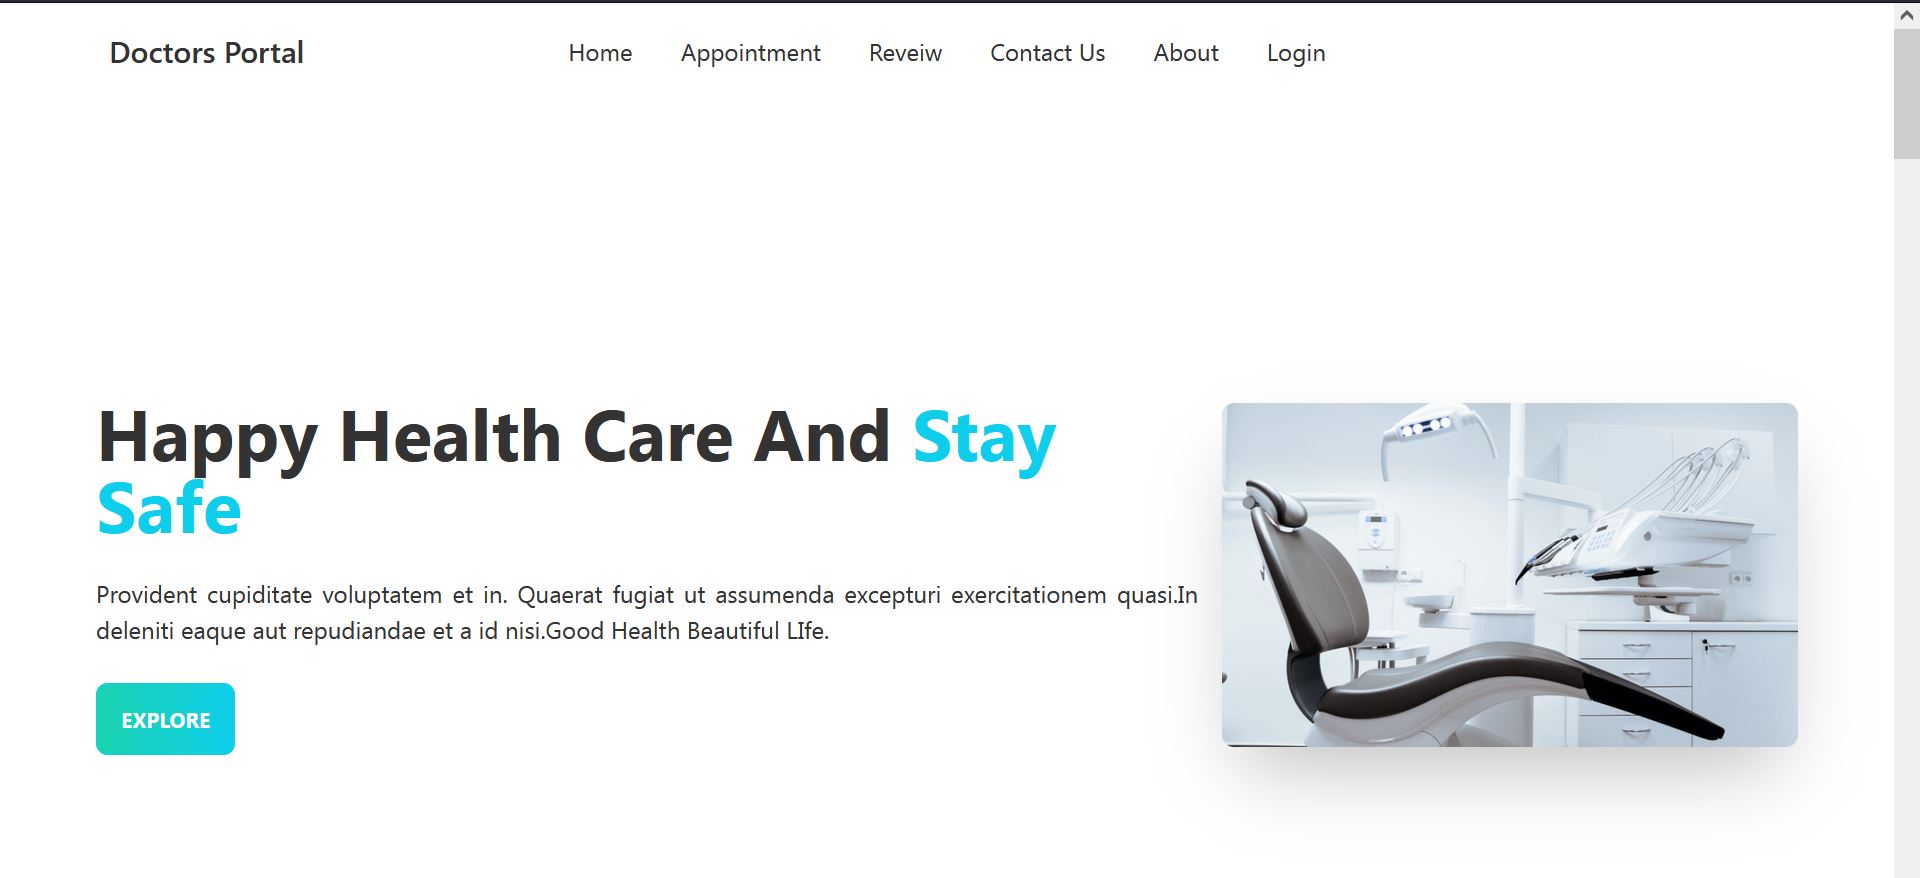 Doctors Portal
Home Appointment Reveiw Contact Us About Login
Happy Health Care And Stay
Safe
Provident cupiditate voluptatem et in. Quaerat fugiat ut assumenda excepturi exercitationem quasi.In
deleniti eaque aut repudiandae et a id nisi.Good Health Beautiful LIfe.
EXPLORE